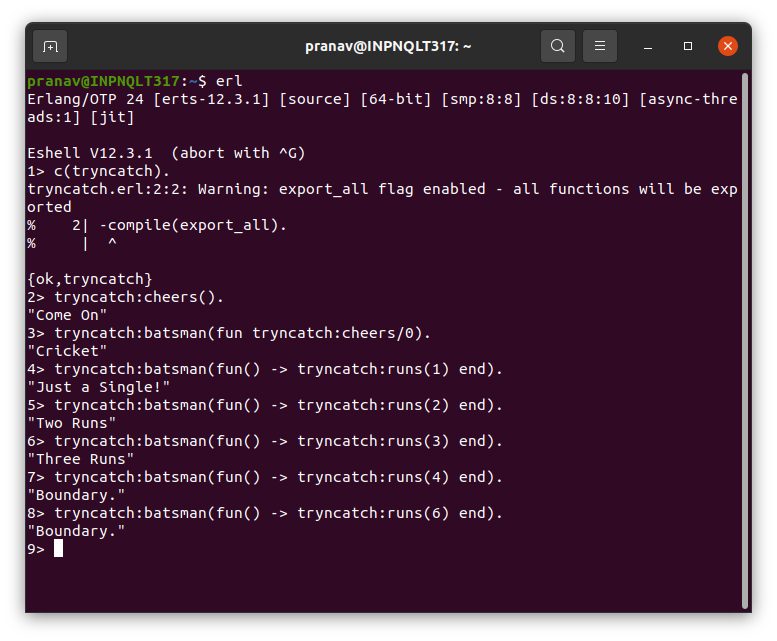 pranav@INPNQLT317: ~
pranav@INPNQLT317:~$ erl
Erlang/OTP 24 [erts-12.3.1] [source] [64-bit] [smp:8:8] [ds:8:8:10] [async-thre
ads:1] [jit]
Eshell V12.3.1  (abort with ^G)
1> c(tryncatch).
tryncatch.erl:2:2: Warning: export_all flag enabled - all functions will be exp
orted
%    2| -compile(export_all).
%     |  ^
{ok,tryncatch}
2> tryncatch:cheers().
"Come On"
3> tryncatch:batsman(fun tryncatch:cheers/0).
"Cricket"
4> tryncatch:batsman(fun() -> tryncatch:runs(1) end).
"Just a Single!"
5> tryncatch:batsman(fun() -> tryncatch:runs(2) end).
"Two Runs"
6> tryncatch:batsman(fun() -> tryncatch:runs(3) end).
"Three Runs"
7> tryncatch:batsman(fun() -> tryncatch:runs(4) end).
"Boundary."
8> tryncatch:batsman(fun() -> tryncatch:runs(6) end).
"Boundary."
9>